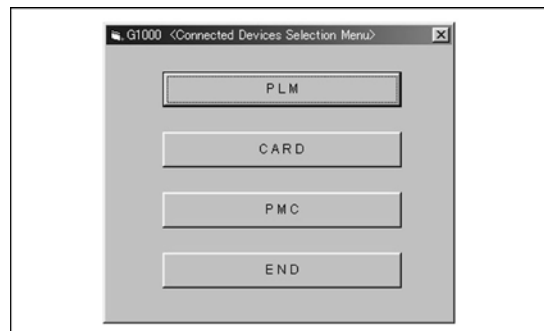 G1000 <Connected Devices Selection Menu>
PLM
CARD
PMC
END